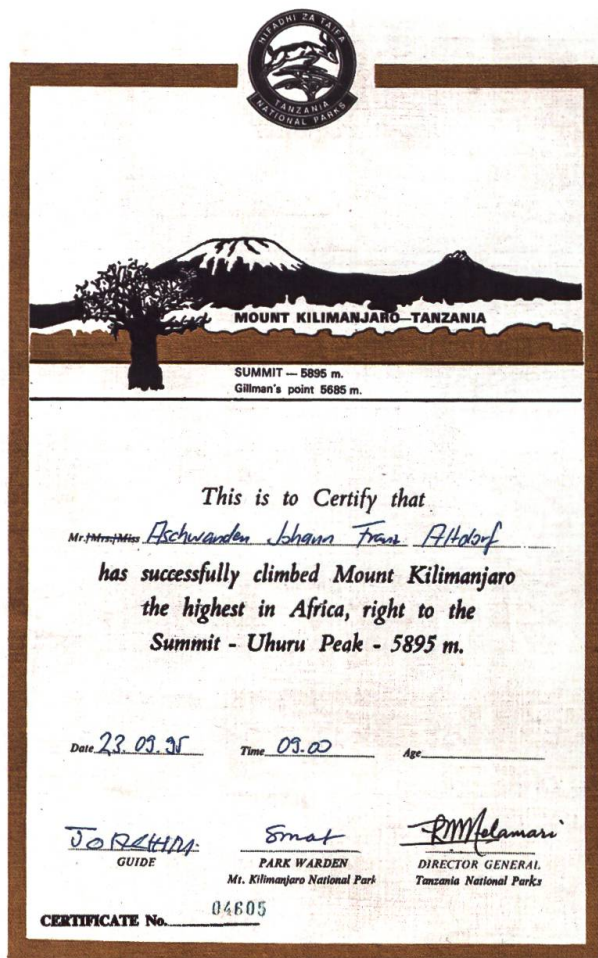 HIFADHI ZA TAIFA
TANZANIA
NATIONAL PARKS
MOUNT KILIMANJARO—TANZANIA
SUMMIT — 5895 m.
Gillman's point 5685 m.
This is to Certify that
Mr./Mrs./Miss Aschwanden Johann Franz Altdorf
has successfully climbed Mount Kilimanjaro
the highest in Africa, right to the
Summit - Uhuru Peak - 5895 m.
Date 23.09.95 Time 09.00 Age
GUIDE PARK WARDEN DIRECTOR GENERAL
Mt. Kilimanjaro National Park Tanzania National Parks
CERTIFICATE No. 04605